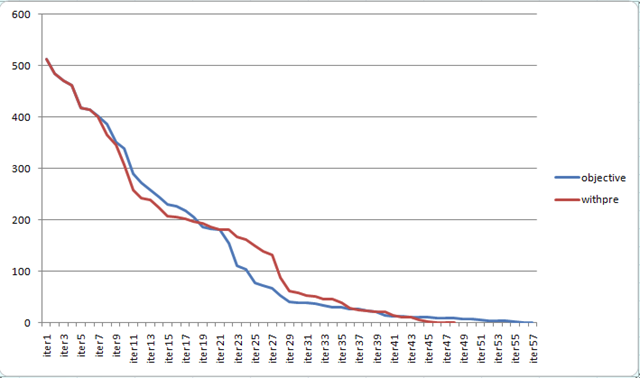 600
500
400
300
200
100
0
iter1
iter3
iter5
iter7
iter9
iter11
iter13
iter15
iter17
iter19
iter21
iter23
iter25
iter27
iter29
iter31
iter33
iter35
iter37
iter39
iter41
iter43
iter45
iter47
iter49
iter51
iter53
iter55
iter57
objective
withpre